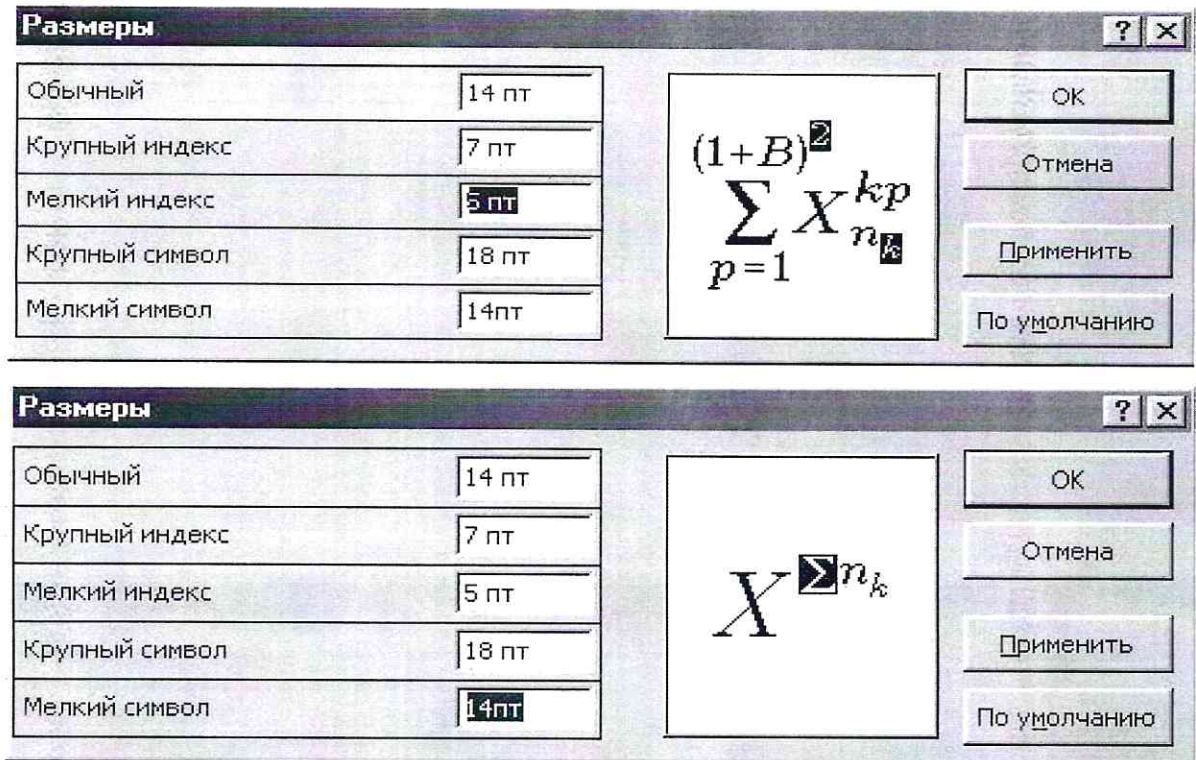 Размеры ? ×
Обычный 14 пт
Крупный индекс 7 пт
Мелкий индекс 5 пт
Крупный символ 18 пт
Мелкий символ 14пт
(1+B)²
∑ X kp n k
p=1
OK
Отмена
Применить
По умолчанию
Размеры ? ×
Обычный 14 пт
Крупный индекс 7 пт
Мелкий индекс 5 пт
Крупный символ 18 пт
Мелкий символ 14пт
X ∑ n k
OK
Отмена
Применить
По умолчанию